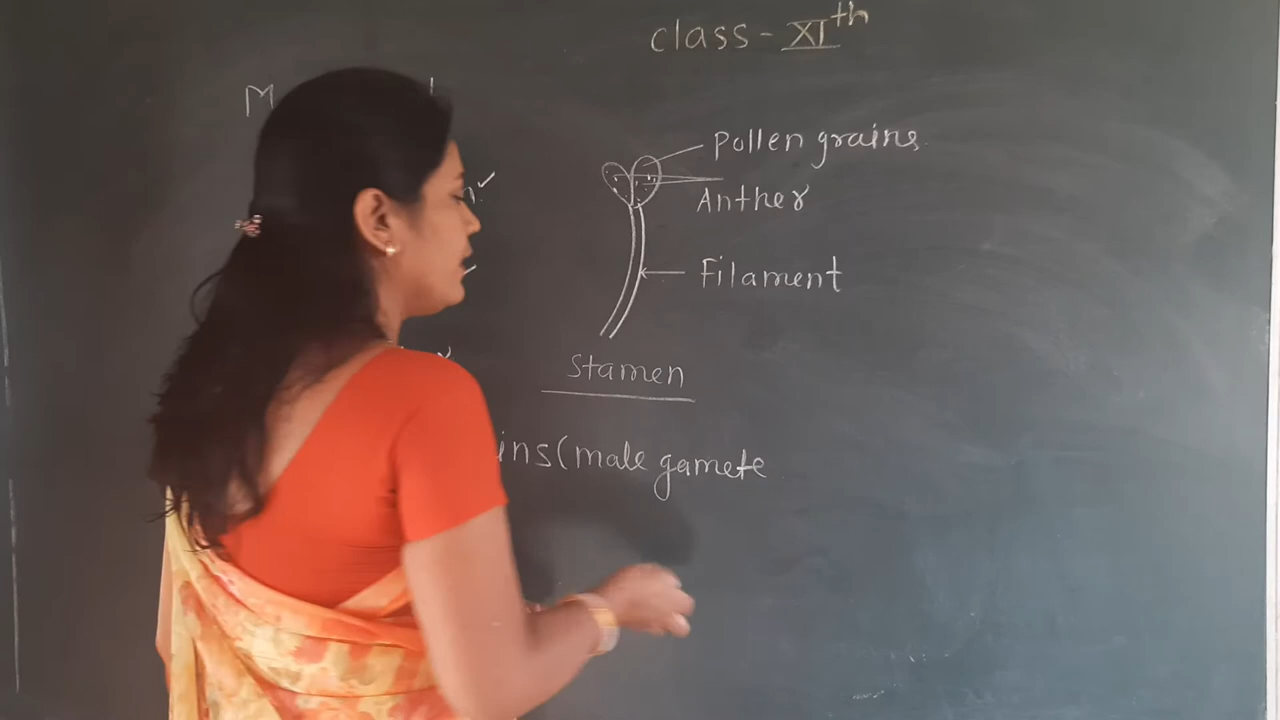 class - XIth
Pollen grains
Anther
Filament
Stamen
ins (male gamete